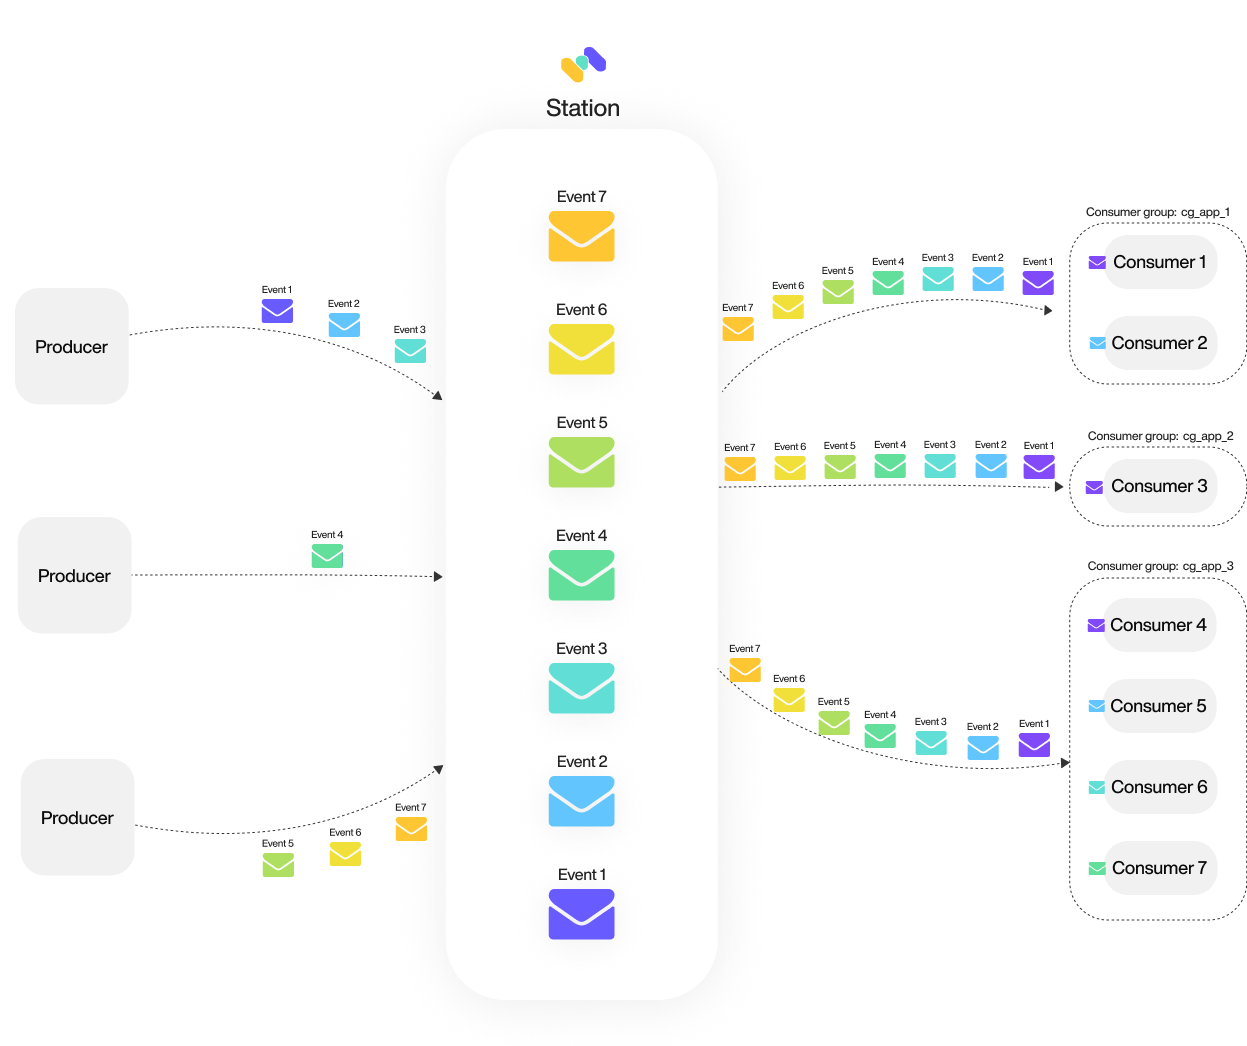 Station
Producer
Event 1
Event 2
Event 3
Producer
Event 4
Producer
Event 5
Event 6
Event 7
Event 7
Event 6
Event 5
Event 4
Event 3
Event 2
Event 1
Event 7
Event 6
Event 5
Event 4
Event 3
Event 2
Event 1
Event 7
Event 6
Event 5
Event 4
Event 3
Event 2
Event 1
Event 7
Event 6
Event 5
Event 4
Event 3
Event 2
Event 1
Consumer group: cg_app_1
Consumer 1
Consumer 2
Consumer group: cg_app_2
Consumer 3
Consumer group: cg_app_3
Consumer 4
Consumer 5
Consumer 6
Consumer 7